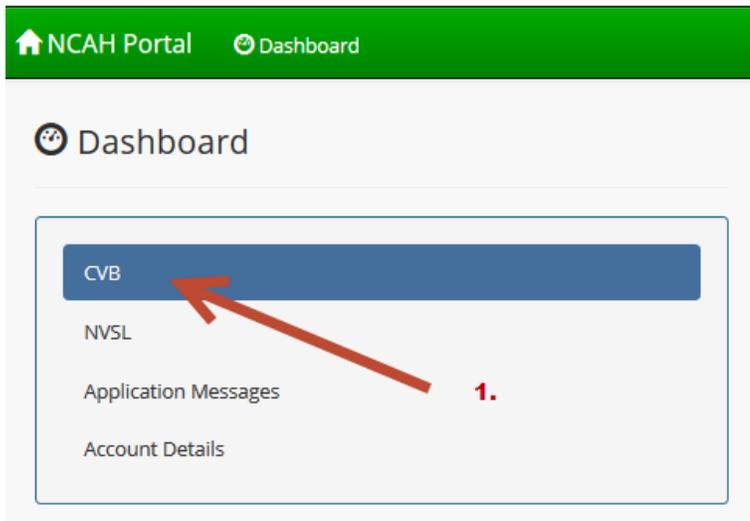 NCAH Portal Dashboard
Dashboard
CVB
NVSL
Application Messages 1.
Account Details